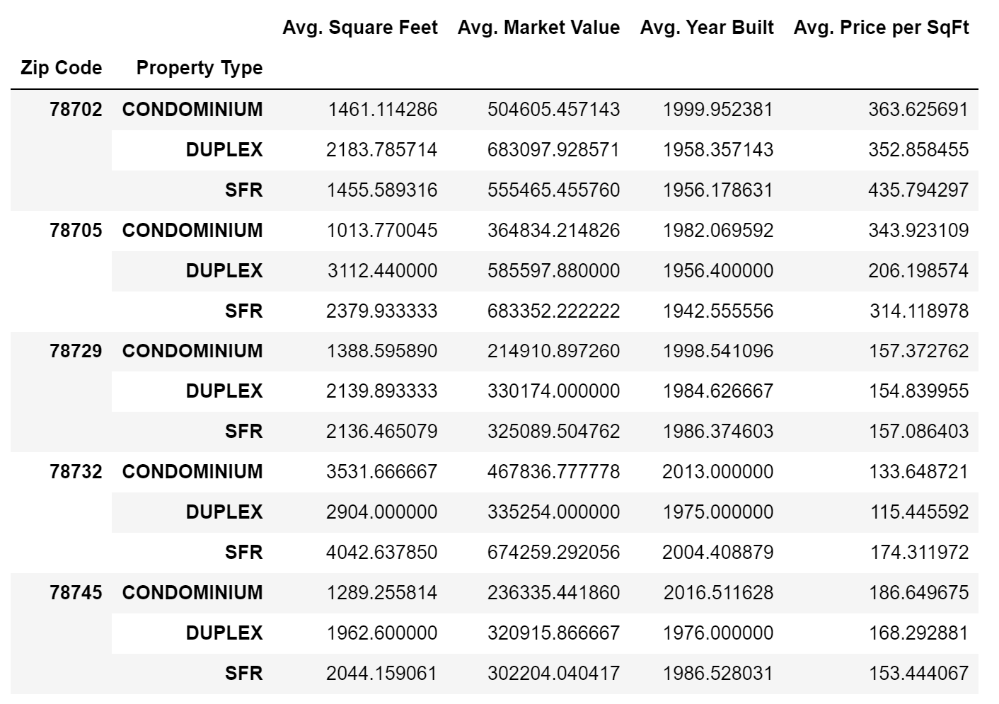 Avg. Square Feet Avg. Market Value Avg. Year Built Avg. Price per SqFt
Zip Code Property Type
78702 CONDOMINIUM 1461.114286 504605.457143 1999.952381 363.625691
DUPLEX 2183.785714 683097.928571 1958.357143 352.858455
SFR 1455.589316 555465.455760 1956.178631 435.794297
78705 CONDOMINIUM 1013.770045 364834.214826 1982.069592 343.923109
DUPLEX 3112.440000 585597.880000 1956.400000 206.198574
SFR 2379.933333 683352.222222 1942.555556 314.118978
78729 CONDOMINIUM 1388.595890 214910.897260 1998.541096 157.372762
DUPLEX 2139.893333 330174.000000 1984.626667 154.839955
SFR 2136.465079 325089.504762 1986.374603 157.086403
78732 CONDOMINIUM 3531.666667 467836.777778 2013.000000 133.648721
DUPLEX 2904.000000 335254.000000 1975.000000 115.445592
SFR 4042.637850 674259.292056 2004.408879 174.311972
78745 CONDOMINIUM 1289.255814 236335.441860 2016.511628 186.649675
DUPLEX 1962.600000 320915.866667 1976.000000 168.292881
SFR 2044.159061 302204.040417 1986.528031 153.444067